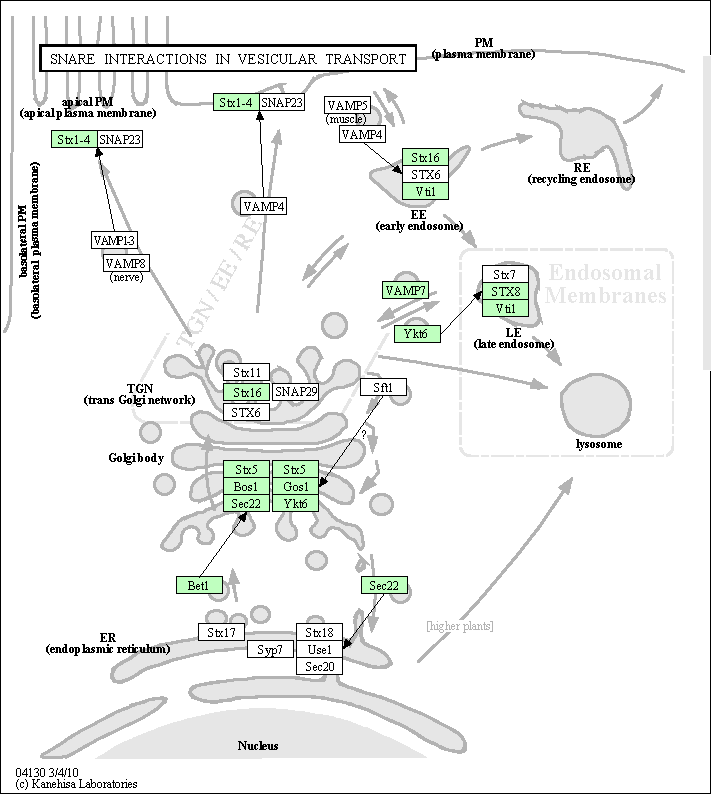 SNARE INTERACTIONS IN VESICULAR TRANSPORT
PM
(plasma membrane)
apical PM
(apical plasma membrane)
Stx1-4 SNAP23
Stx1-4 SNAP23
VAMP5
(muscle)
VAMP4
Stx16
STX6
Vti1
EE
(early endosome)
RE
(recycling endosome)
basolateral PM
(basolateral plasma membrane)
VAMP4
VAMP1-3
VAMP8
(nerve)
TGN / EE / RE
Endosomal
Membranes
Stx7
STX8
Vti1
LE
(late endosome)
VAMP7
Ykt6
lysosome
TGN
(trans Golgi network)
Stx11
Stx16 SNAP29
STX6
Sft1
?
Golgi body
Stx5 Stx5
Bos1 Gos1
Sec22 Ykt6
Bet1
Sec22
ER
(endoplasmic reticulum)
Stx17
Syp7
Stx18
Use1
Sec20
[higher plants]
Nucleus
04130 3/4/10
(c) Kanehisa Laboratories